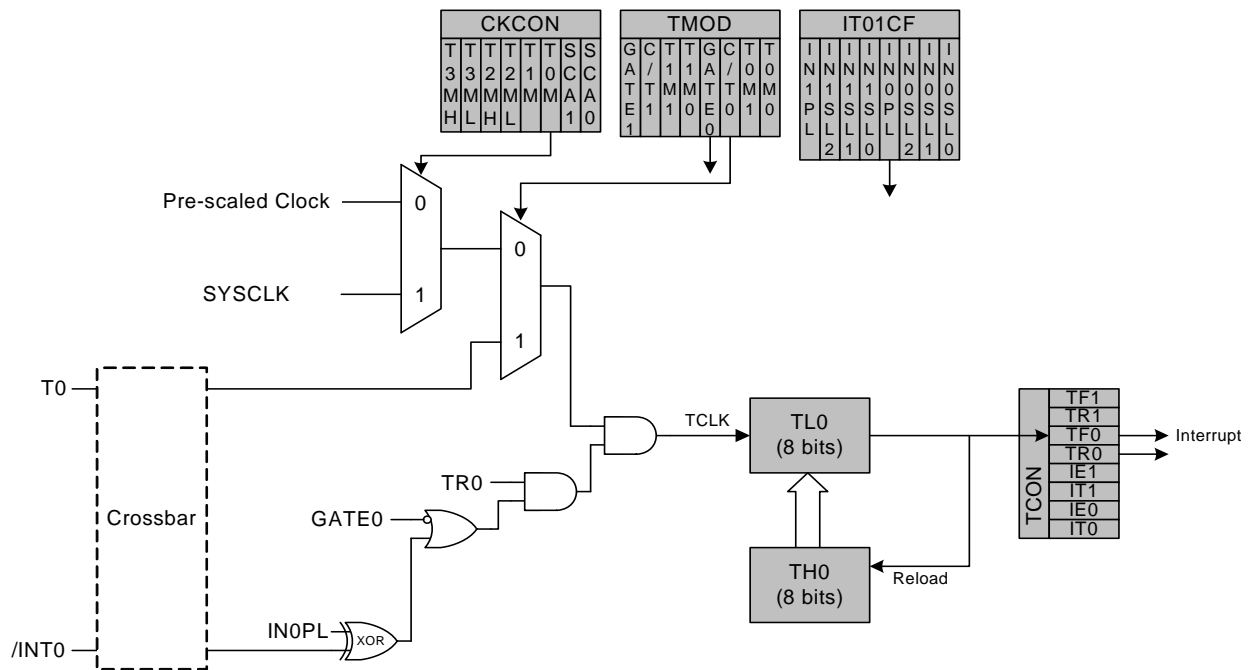 CKCON
T3MH T3ML T2MH T2ML T1M T0M SCA1 SCA0
TMOD
GATE1 C/T1 T1M1 T1M0 GATE0 C/T0 T0M1 T0M0
IT01CF
IN1PL IN1SL2 IN1SL1 IN1SL0 IN0PL IN0SL2 IN0SL1 IN0SL0
Pre-scaled Clock
0
SYSCLK
1
0
1
T0
Crossbar
/INT0
IN0PL
XOR
GATE0
TR0
TCLK
TL0
(8 bits)
TH0
(8 bits)
Reload
TCON
TF1
TR1
TF0
TR0
IE1
IT1
IE0
IT0
Interrupt